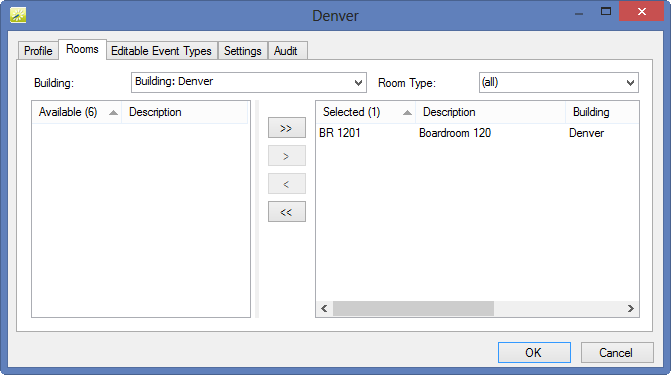 Denver
Profile Rooms Editable Event Types Settings Audit
Building: Building: Denver Room Type: (all)
Available (6) Description Selected (1) Description Building
BR 1201 Boardroom 120 Denver
>>
>
<
<<
OK Cancel